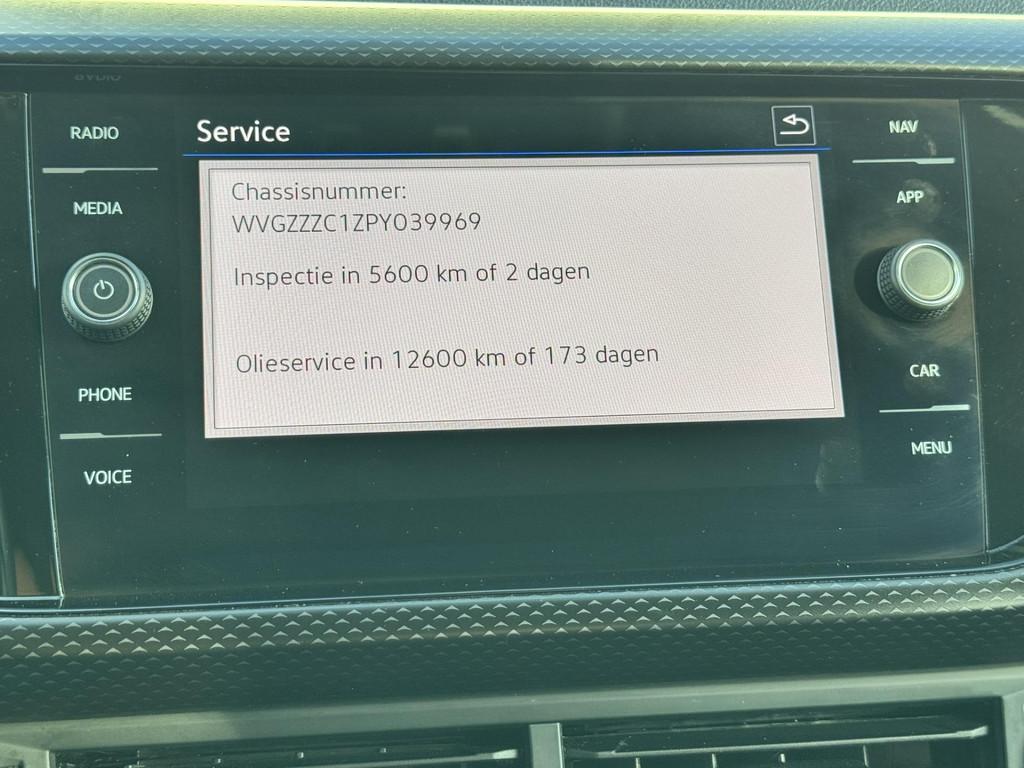 RADIO
MEDIA
PHONE
VOICE
Service
Chassisnummer:
WVGZZZC1ZPY039969
Inspectie in 5600 km of 2 dagen
Olieservice in 12600 km of 173 dagen
NAV
APP
CAR
MENU